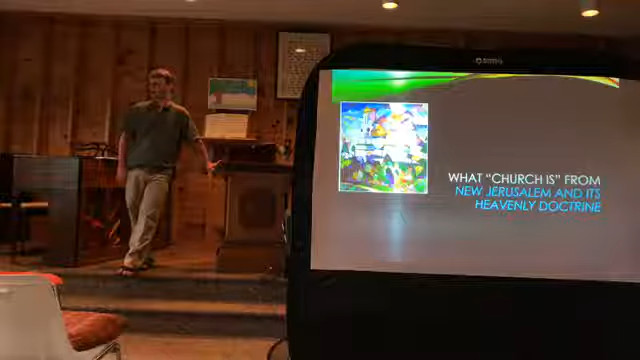 WHAT "CHURCH IS" FROM
NEW JERUSALEM AND ITS
HEAVENLY DOCTRINE